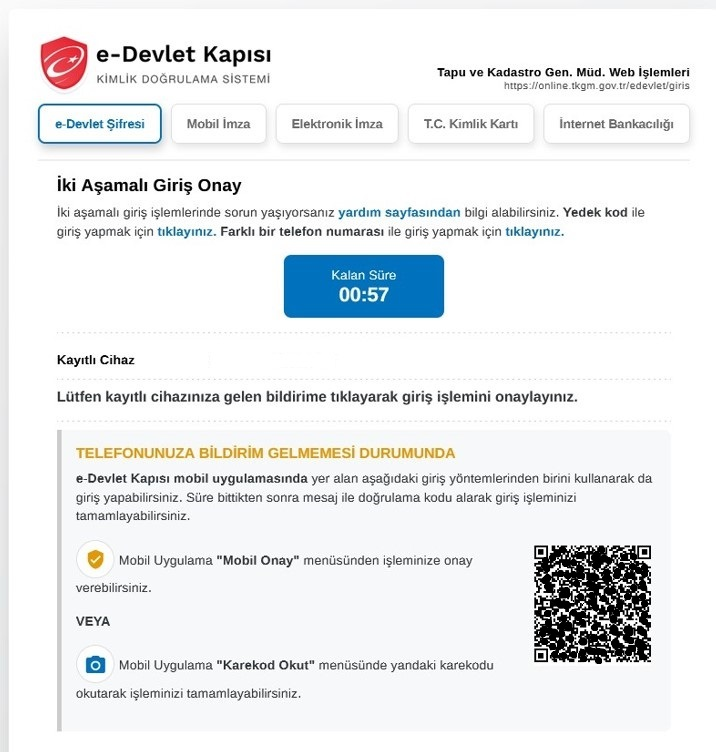 e-Devlet Kapısı
KİMLİK DOĞRULAMA SİSTEMİ
Tapu ve Kadastro Gen. Müd. Web İşlemleri
https://online.tkgm.gov.tr/edevlet/giris
e-Devlet Şifresi
Mobil İmza
Elektronik İmza
T.C. Kimlik Kartı
İnternet Bankacılığı
İki Aşamalı Giriş Onay
İki aşamalı giriş işlemlerinde sorun yaşıyorsanız yardım sayfasından bilgi alabilirsiniz. Yedek kod ile
giriş yapmak için tıklayınız. Farklı bir telefon numarası ile giriş yapmak için tıklayınız.
Kalan Süre
00:57
Kayıtlı Cihaz
Lütfen kayıtlı cihazınıza gelen bildirime tıklayarak giriş işlemini onaylayınız.
TELEFONUNUZA BİLDİRİM GELMEMESİ DURUMUNDA
e-Devlet Kapısı mobil uygulamasında yer alan aşağıdaki giriş yöntemlerinden birini kullanarak da
giriş yapabilirsiniz. Süre bittikten sonra mesaj ile doğrulama kodu alarak giriş işleminizi
tamamlayabilirsiniz.
Mobil Uygulama "Mobil Onay" menüsünden işleminize onay
verebilirsiniz.
VEYA
Mobil Uygulama "Karekod Okut" menüsünde yandaki karekodu
okutarak işleminizi tamamlayabilirsiniz.